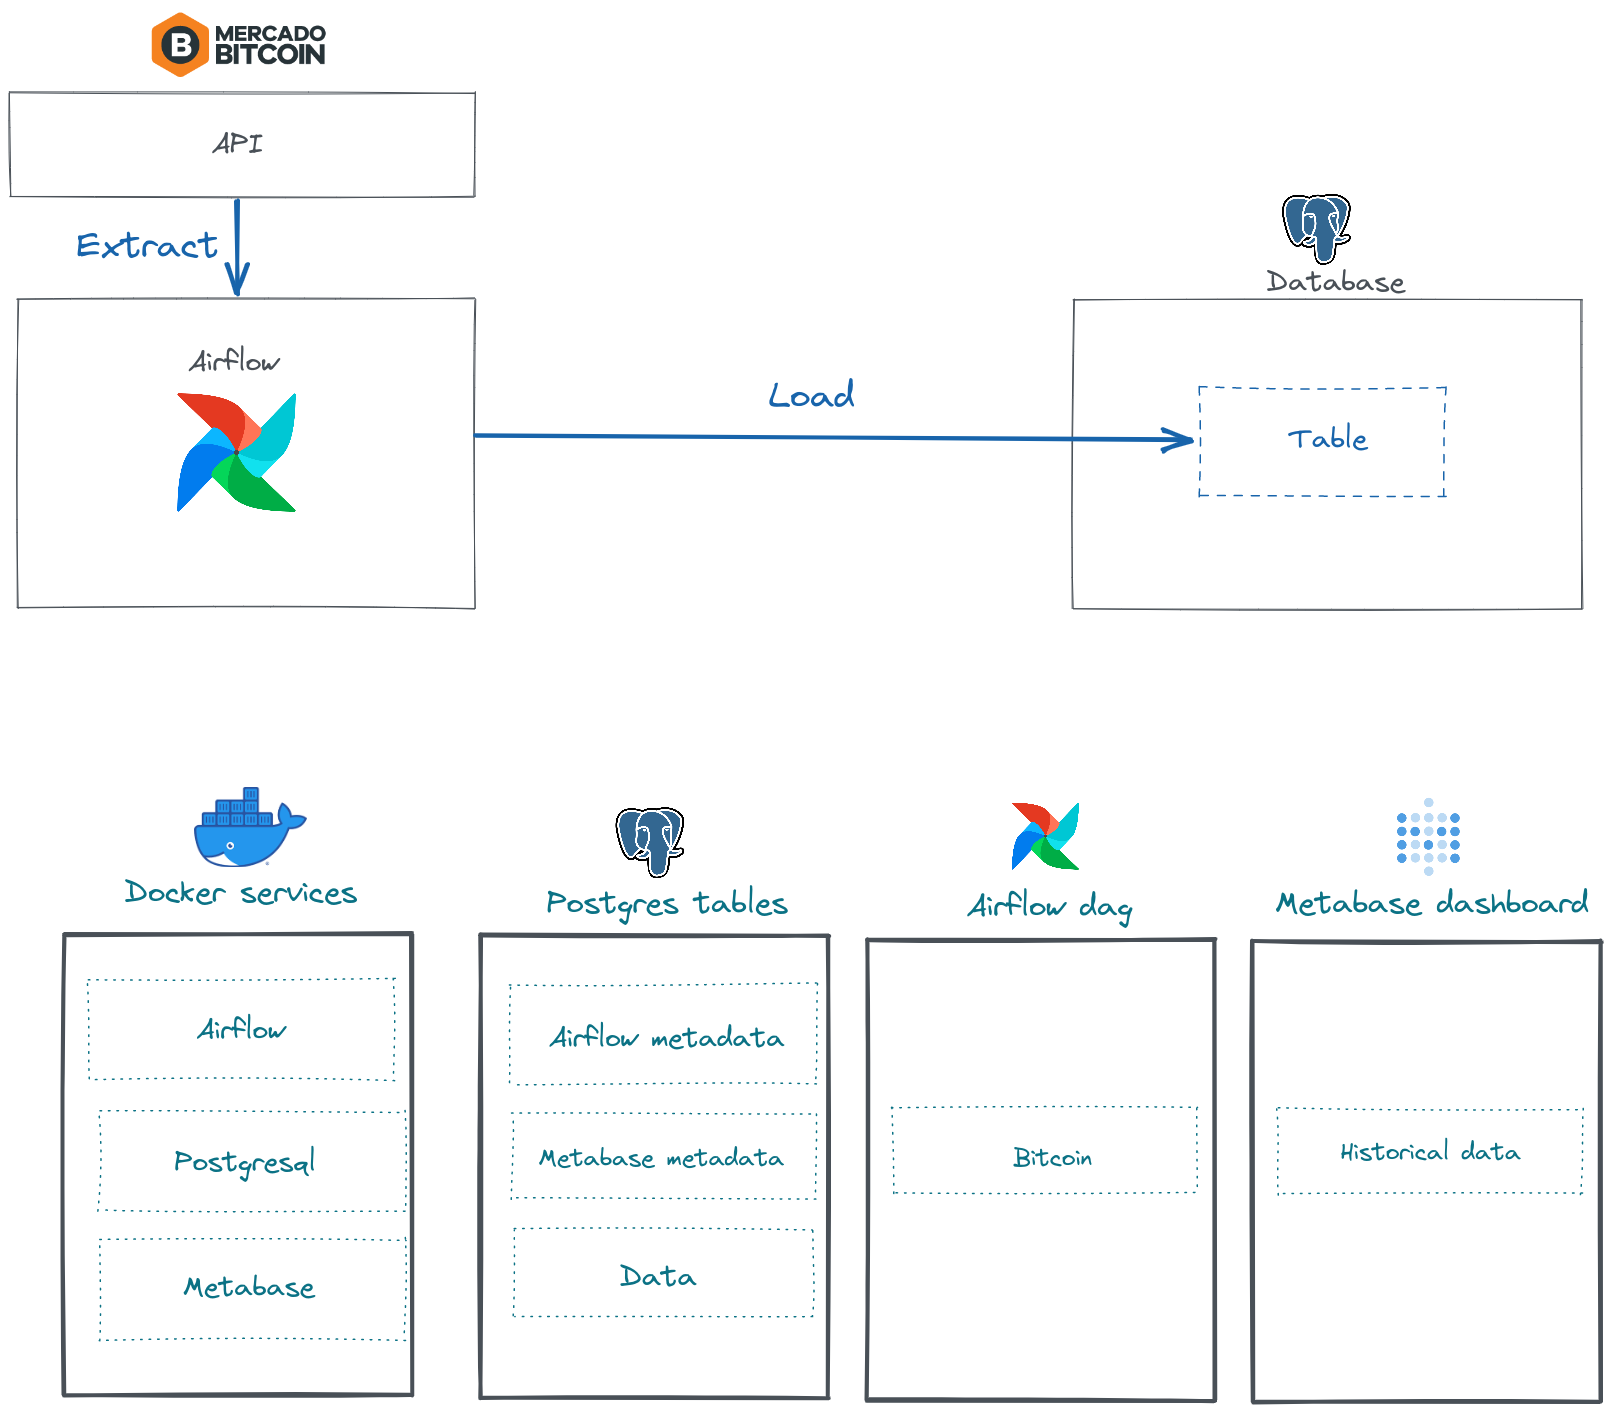 MERCADO
BITCOIN
API
Extract
Database
Airflow
Load
Table
Docker services
Postgres tables
Airflow dag
Metabase dashboard
Airflow
Postgresql
Metabase
Airflow metadata
Metabase metadata
Data
Bitcoin
Historical data